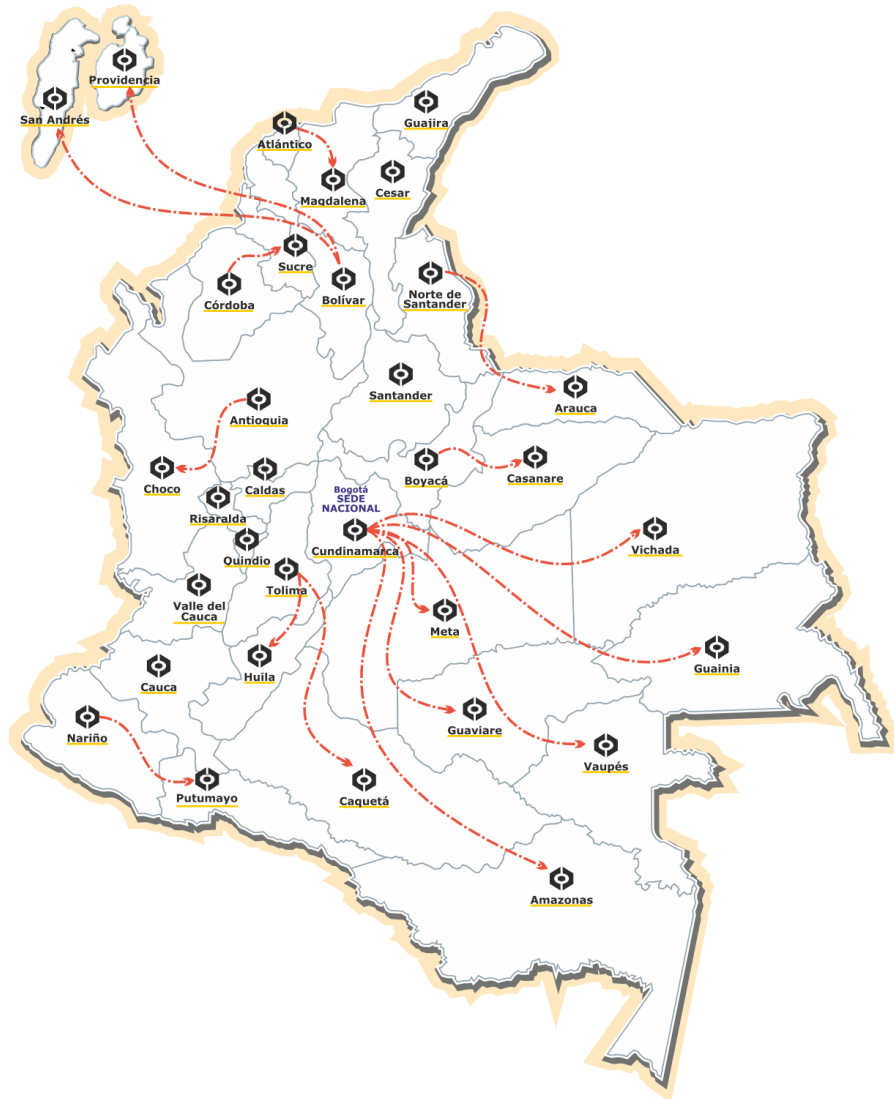 Providencia
San Andrés
Guajira
Atlántico
Magdalena
Cesar
Sucre
Córdoba
Bolívar
Norte de
Santander
Santander
Arauca
Antioquia
Choco
Caldas
Boyacá
Casanare
Risaralda
Bogotá
SEDE
NACIONAL
Cundinamarca
Vichada
Quindio
Tolima
Valle del
Cauca
Meta
Guainia
Cauca
Huila
Nariño
Guaviare
Vaupés
Putumayo
Caquetá
Amazonas